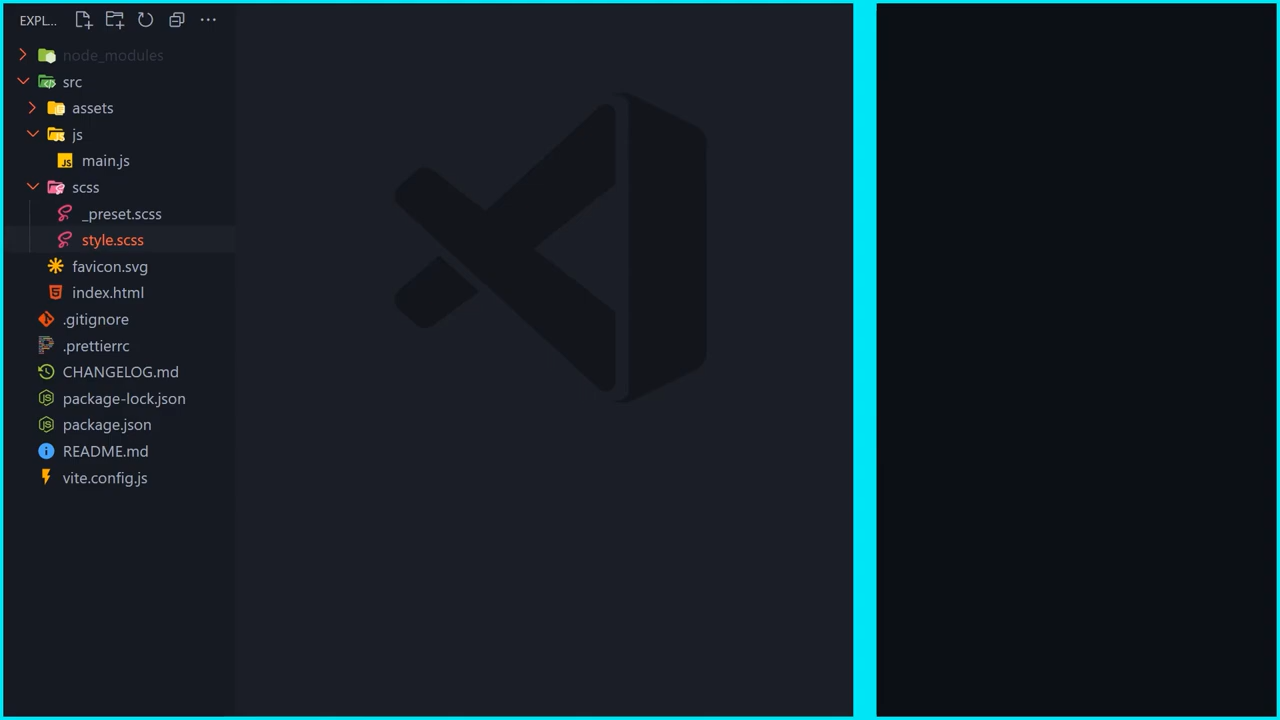 EXPL...
node_modules
src
assets
js
main.js
scss
_preset.scss
style.scss
favicon.svg
index.html
.gitignore
.prettierrc
CHANGELOG.md
package-lock.json
package.json
README.md
vite.config.js